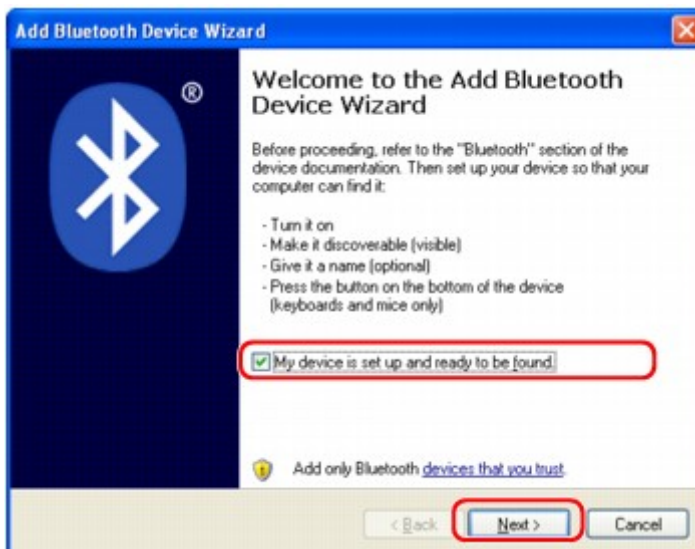 Add Bluetooth Device Wizard
®
Welcome to the Add Bluetooth
Device Wizard
Before proceeding, refer to the "Bluetooth" section of the
device documentation. Then set up your device so that your
computer can find it:
- Turn it on
- Make it discoverable (visible)
- Give it a name (optional)
- Press the button on the bottom of the device
(keyboards and mice only)
My device is set up and ready to be found.
Add only Bluetooth devices that you trust.
< Back Next > Cancel